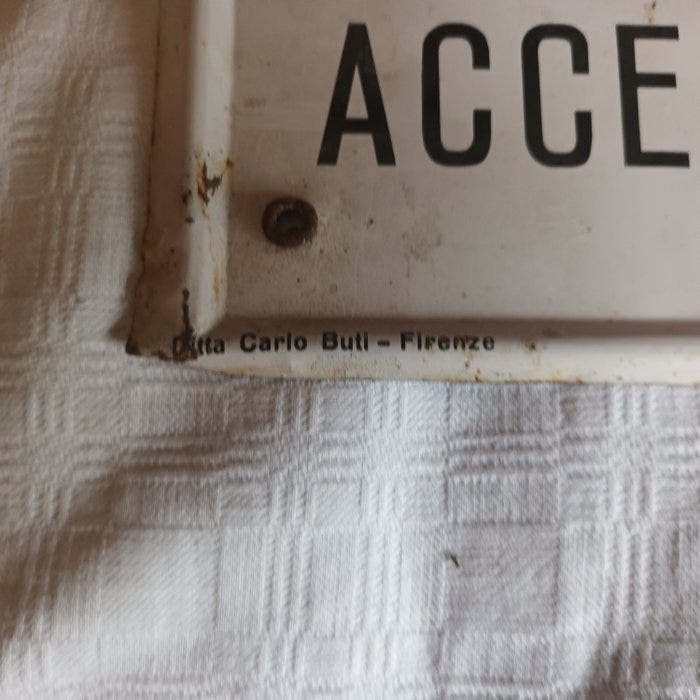 ACCE
Ditta Carlo Buti - Firenze